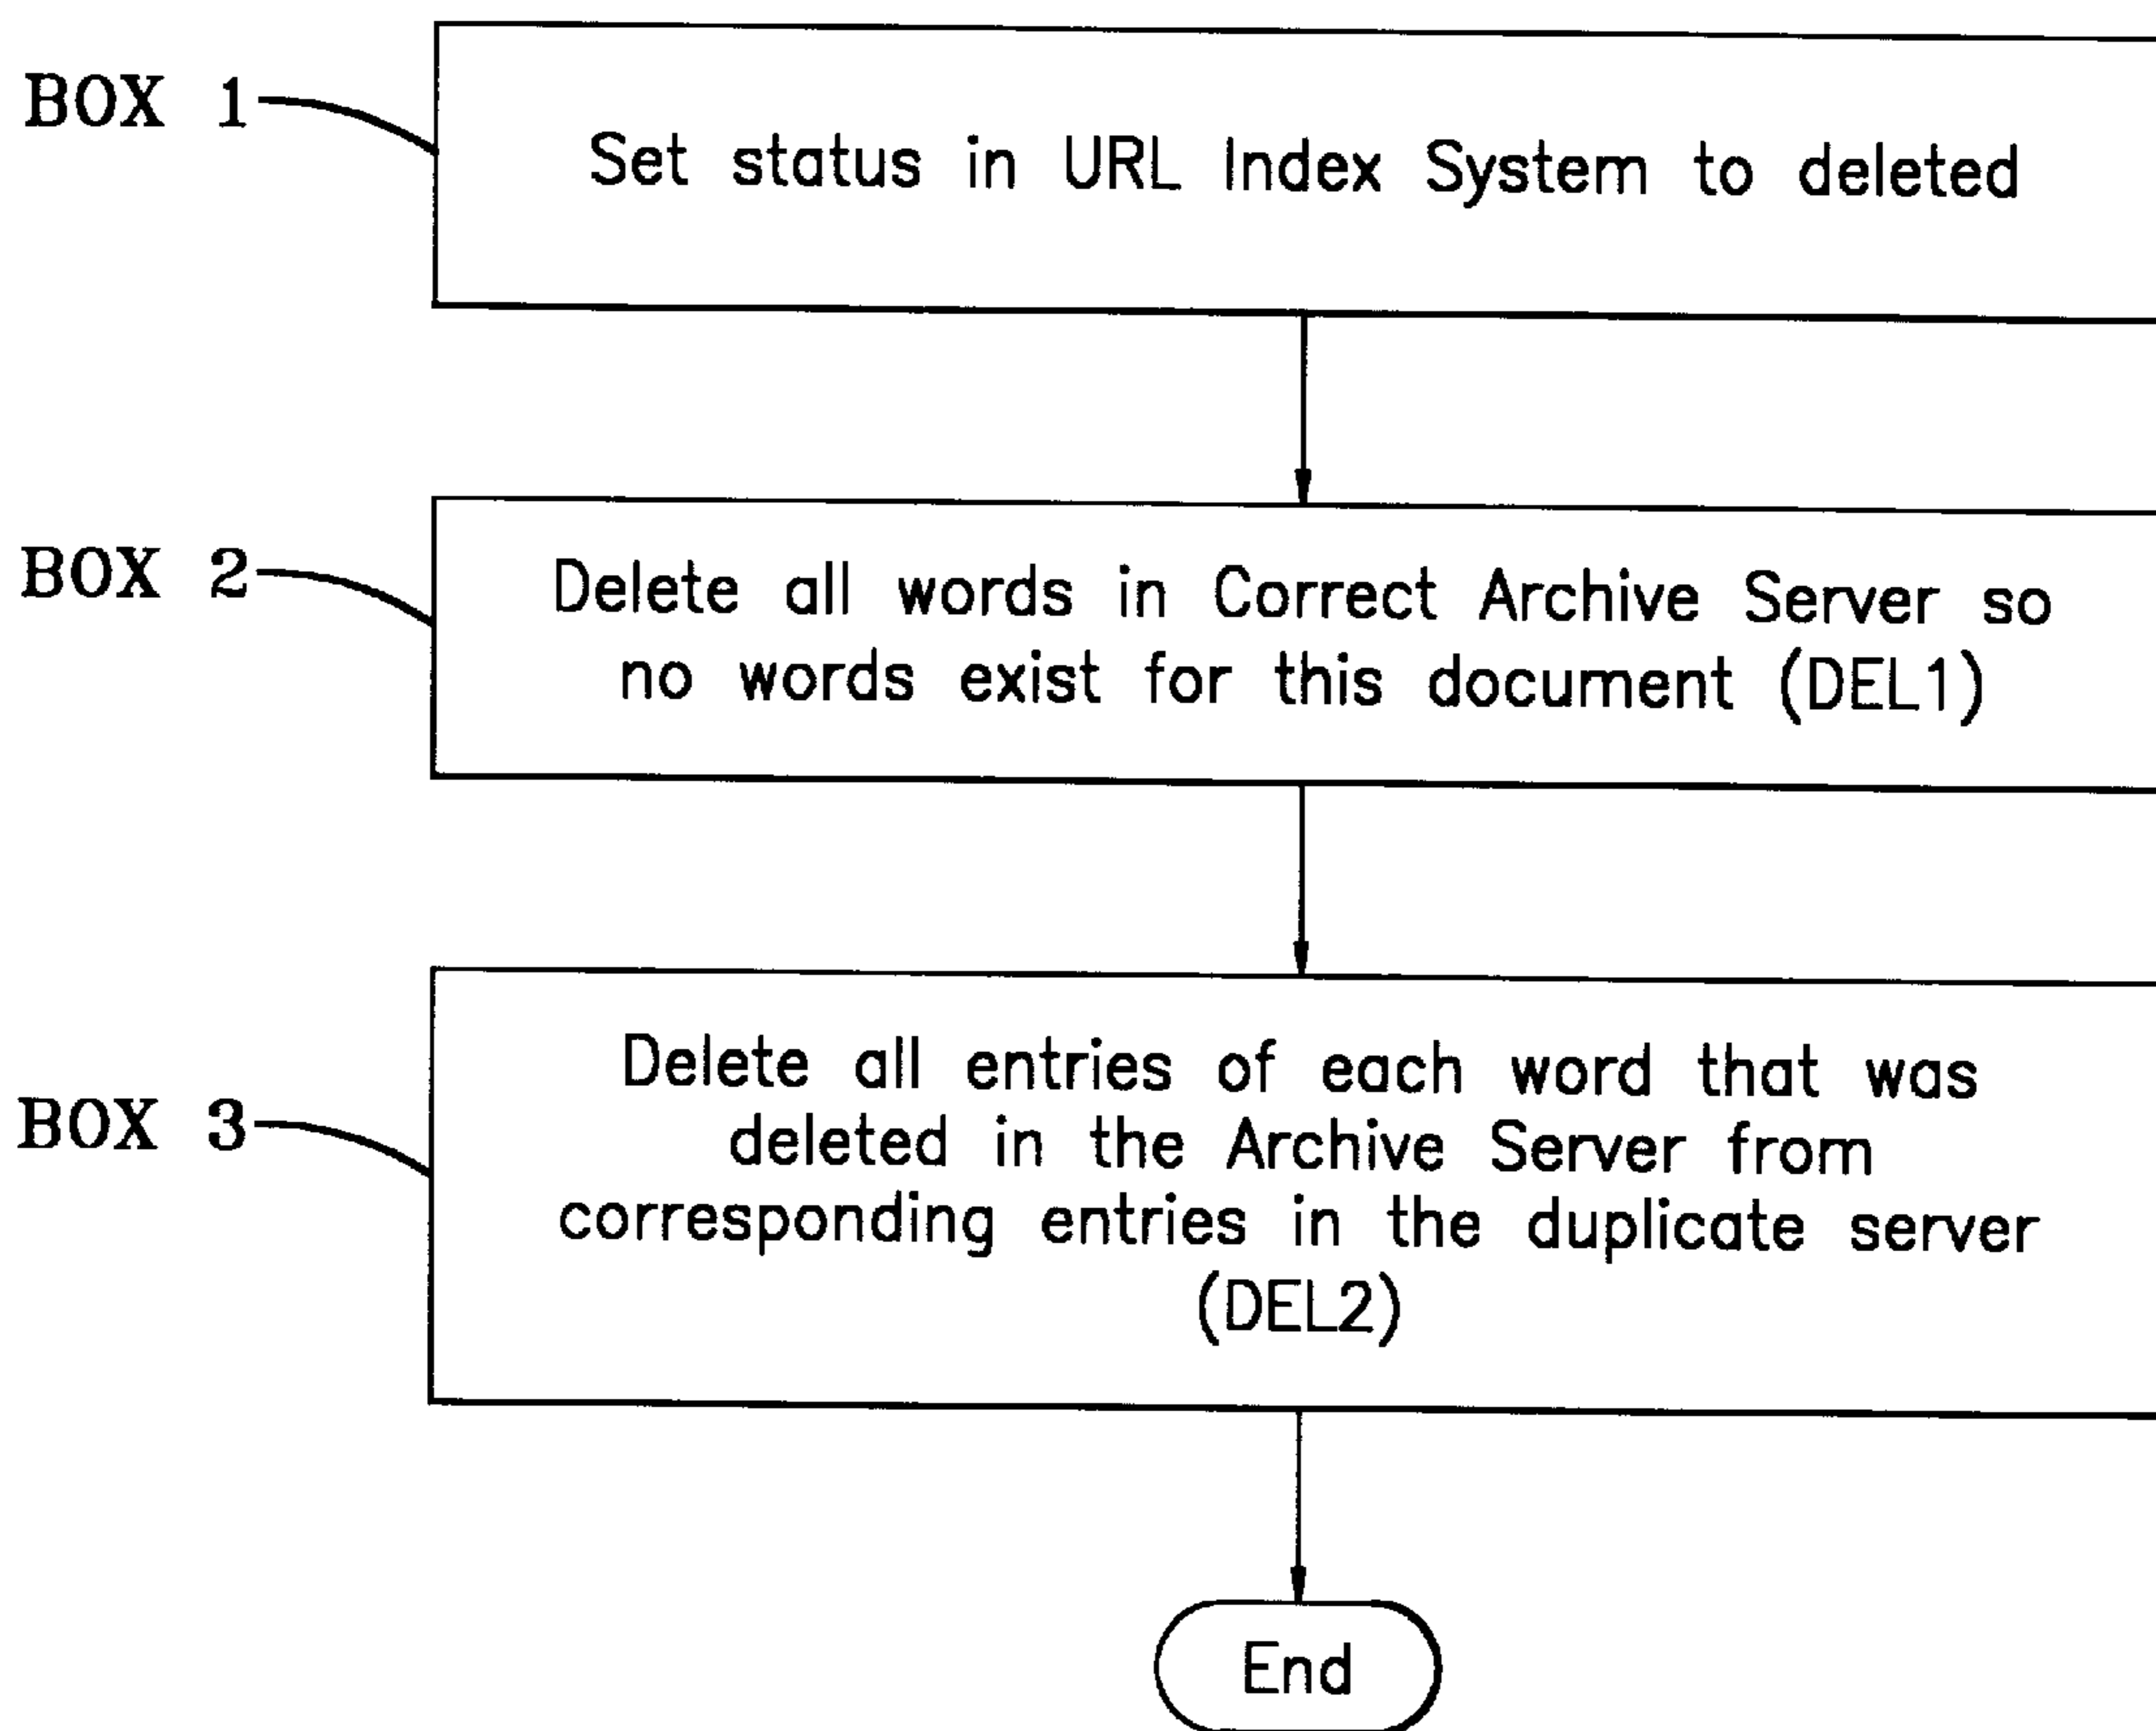 BOX 1
Set status in URL Index System to deleted
BOX 2
Delete all words in Correct Archive Server so
no words exist for this document (DEL1)
BOX 3
Delete all entries of each word that was
deleted in the Archive Server from
corresponding entries in the duplicate server
(DEL2)
End